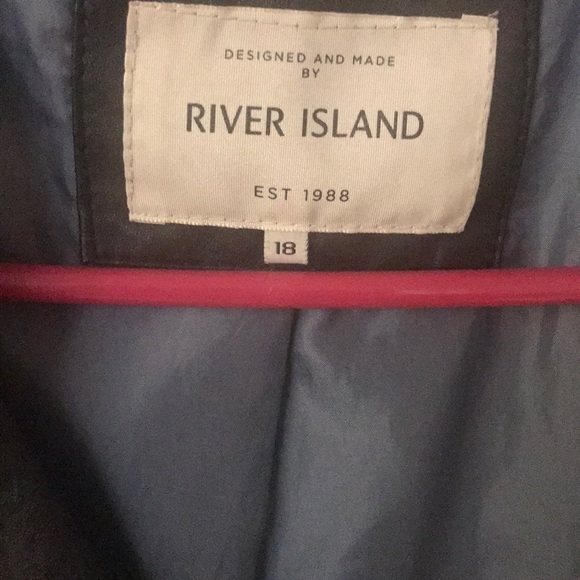 DESIGNED AND MADE
BY
RIVER ISLAND
EST 1988
18